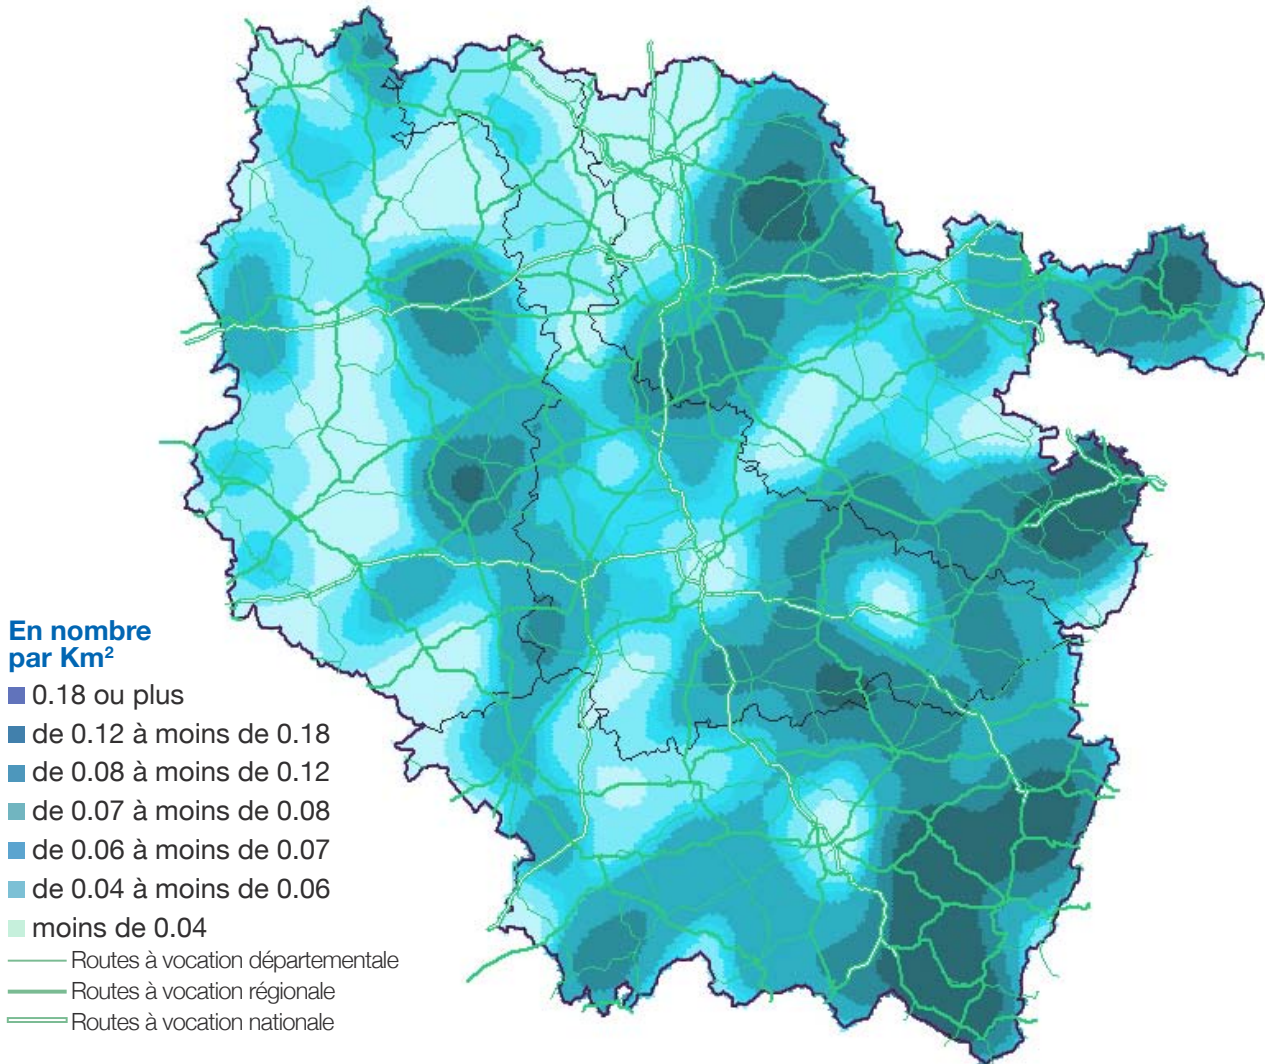 En nombre
par Km²
0.18 ou plus
de 0.12 à moins de 0.18
de 0.08 à moins de 0.12
de 0.07 à moins de 0.08
de 0.06 à moins de 0.07
de 0.04 à moins de 0.06
moins de 0.04
Routes à vocation départementale
Routes à vocation régionale
Routes à vocation nationale